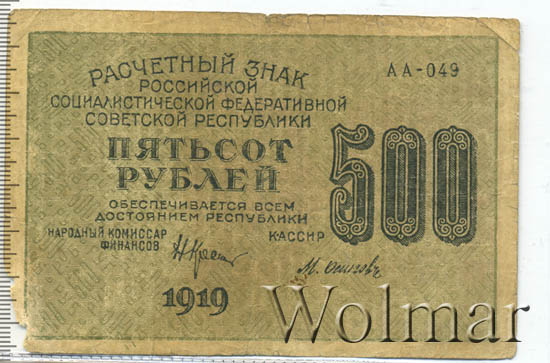 РАСЧЕТНЫЙ ЗНАК
АА-049
РОССИЙСКОЙ
СОЦИАЛИСТИЧЕСКОЙ ФЕДЕРАТИВНОЙ
СОВЕТСКОЙ РЕСПУБЛИКИ
ПЯТЬСОТ
РУБЛЕЙ
500
ОБЕСПЕЧИВАЕТСЯ ВСЕМ
ДОСТОЯНИЕМ РЕСПУБЛИКИ
НАРОДНЫЙ КОМИССАР
ФИНАНСОВ
КАССИР
М. Осипов
1919
Wolmar